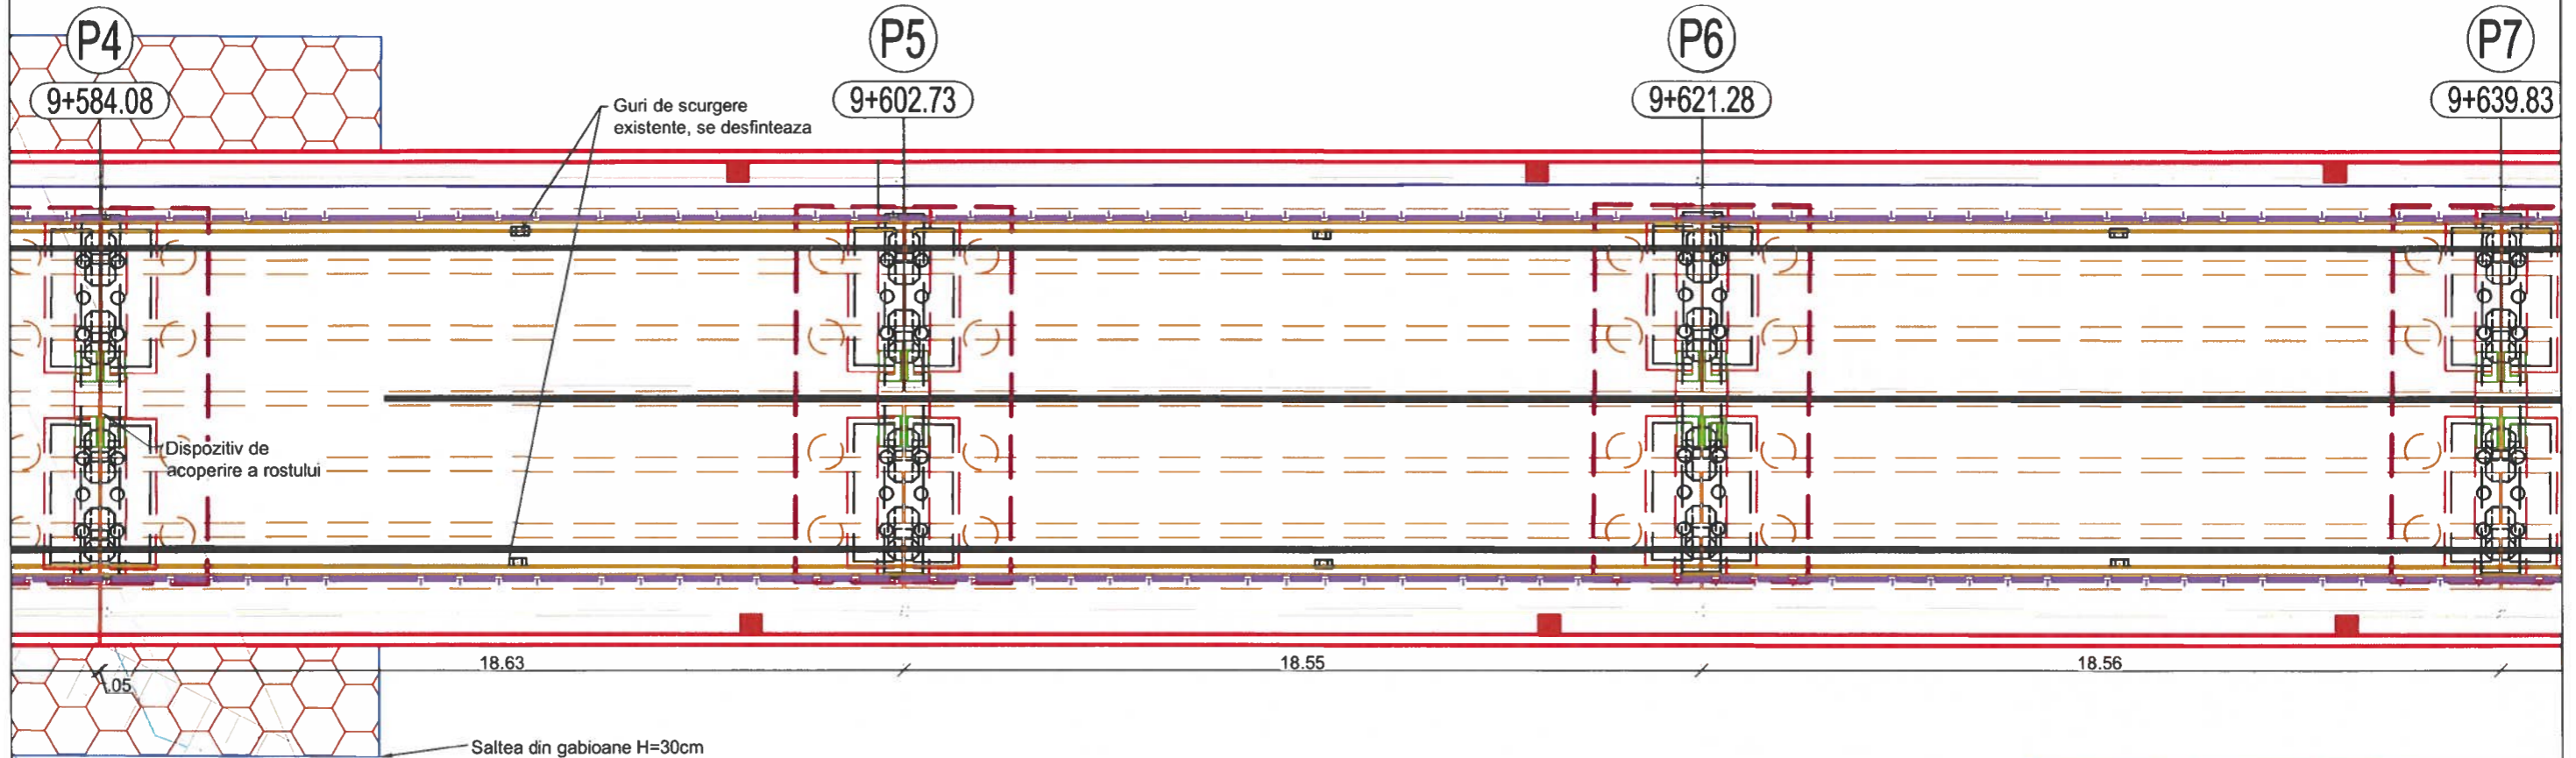 P4
P5
P6
P7
9+584.08
9+602.73
9+621.28
9+639.83
Guri de scurgere
existente, se desfinteaza
Dispozitiv de
acoperire a rostului
18.63
18.55
18.56
.05
Saltea din gabioane H=30cm